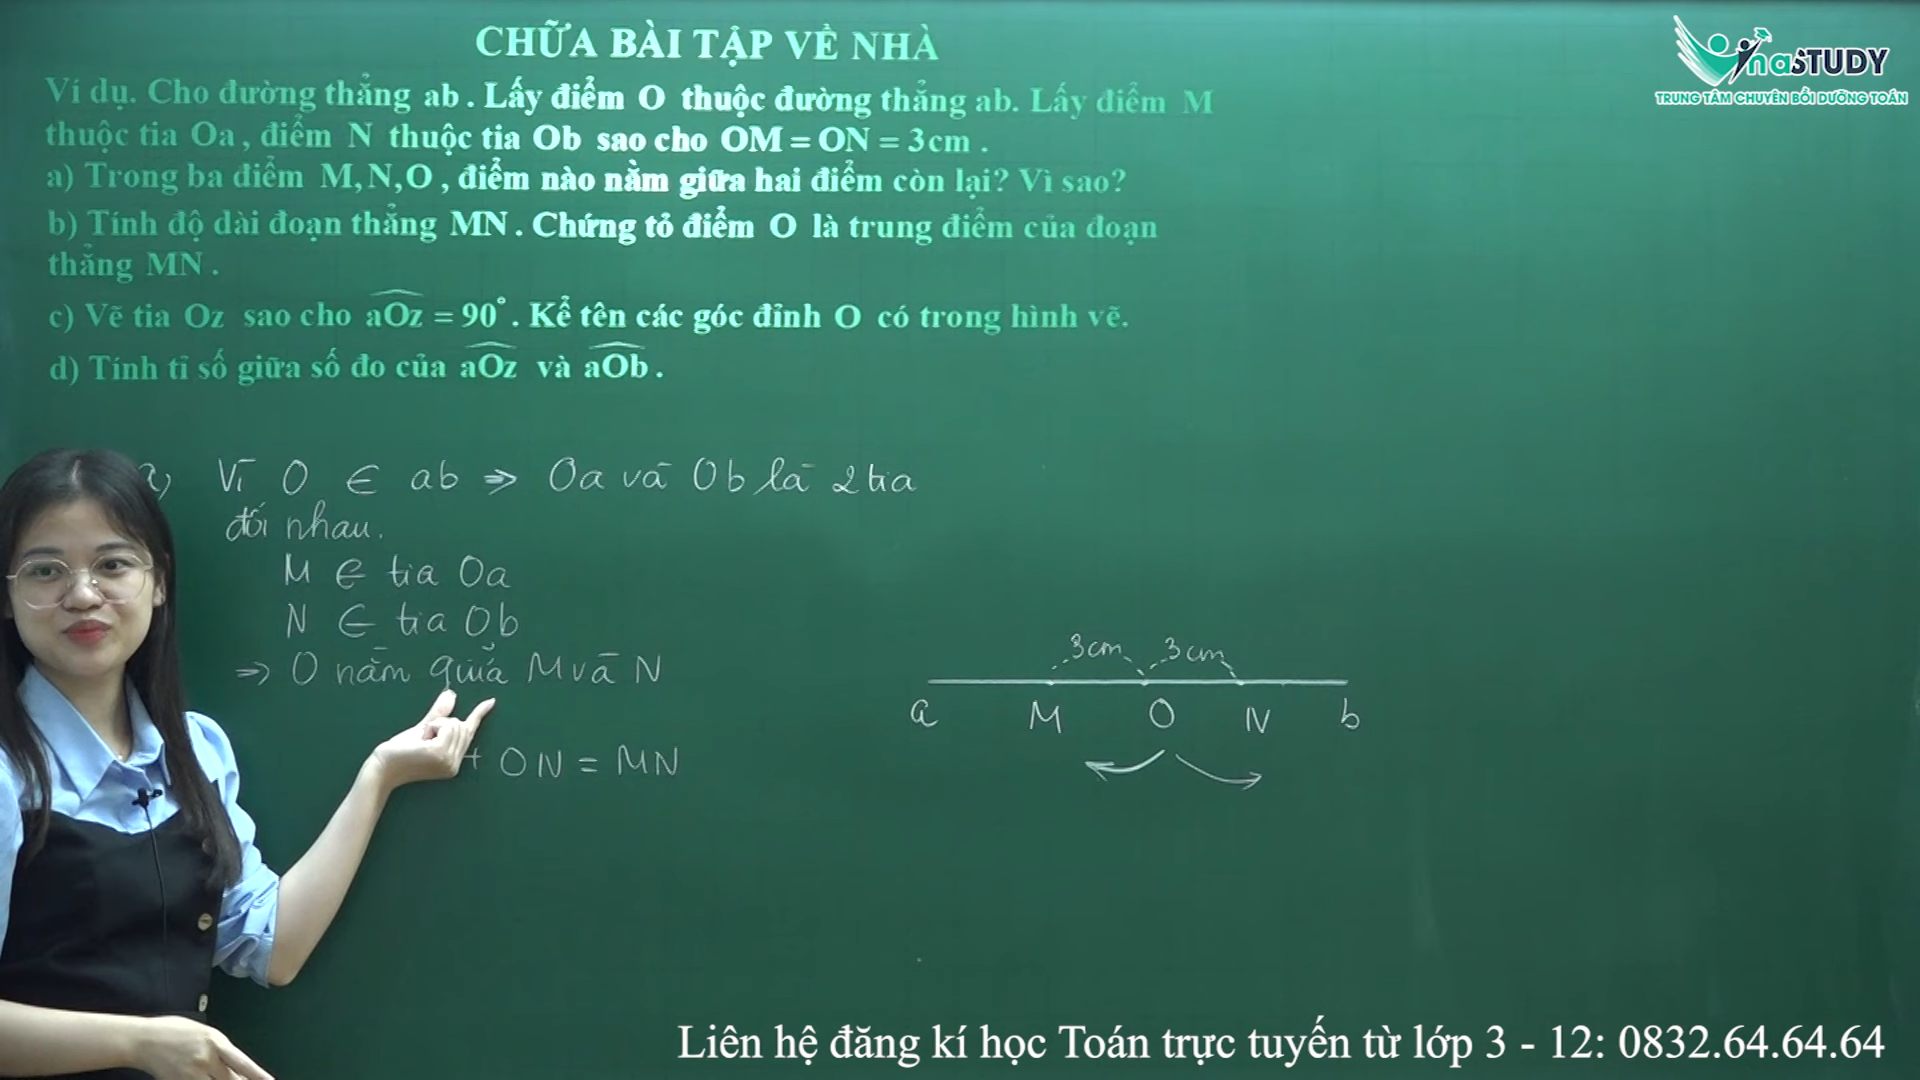 CHỮA BÀI TẬP VỀ NHÀ
Ví dụ. Cho đường thẳng ab. Lấy điểm O thuộc đường thẳng ab. Lấy điểm M
thuộc tia Oa, điểm N thuộc tia Ob sao cho OM = ON = 3cm.
a) Trong ba điểm M, N, O, điểm nào nằm giữa hai điểm còn lại? Vì sao?
b) Tính độ dài đoạn thẳng MN. Chứng tỏ điểm O là trung điểm của đoạn
thẳng MN.
c) Vẽ tia Oz sao cho aOz = 90°. Kể tên các góc đỉnh O có trong hình vẽ.
d) Tính tỉ số giữa số đo của aOz và aOb.
naSTUDY
TRUNG TÂM CHUYÊN BỒI DƯỠNG TOÁN
a) Vì O ∈ ab ⇒ Oa và Ob là 2 tia
đối nhau.
M ∈ tia Oa
N ∈ tia Ob
⇒ O nằm giữa M và N
+ ON = MN
3cm 3cm
a M O N b
Liên hệ đăng kí học Toán trực tuyến từ lớp 3 - 12: 0832.64.64.64